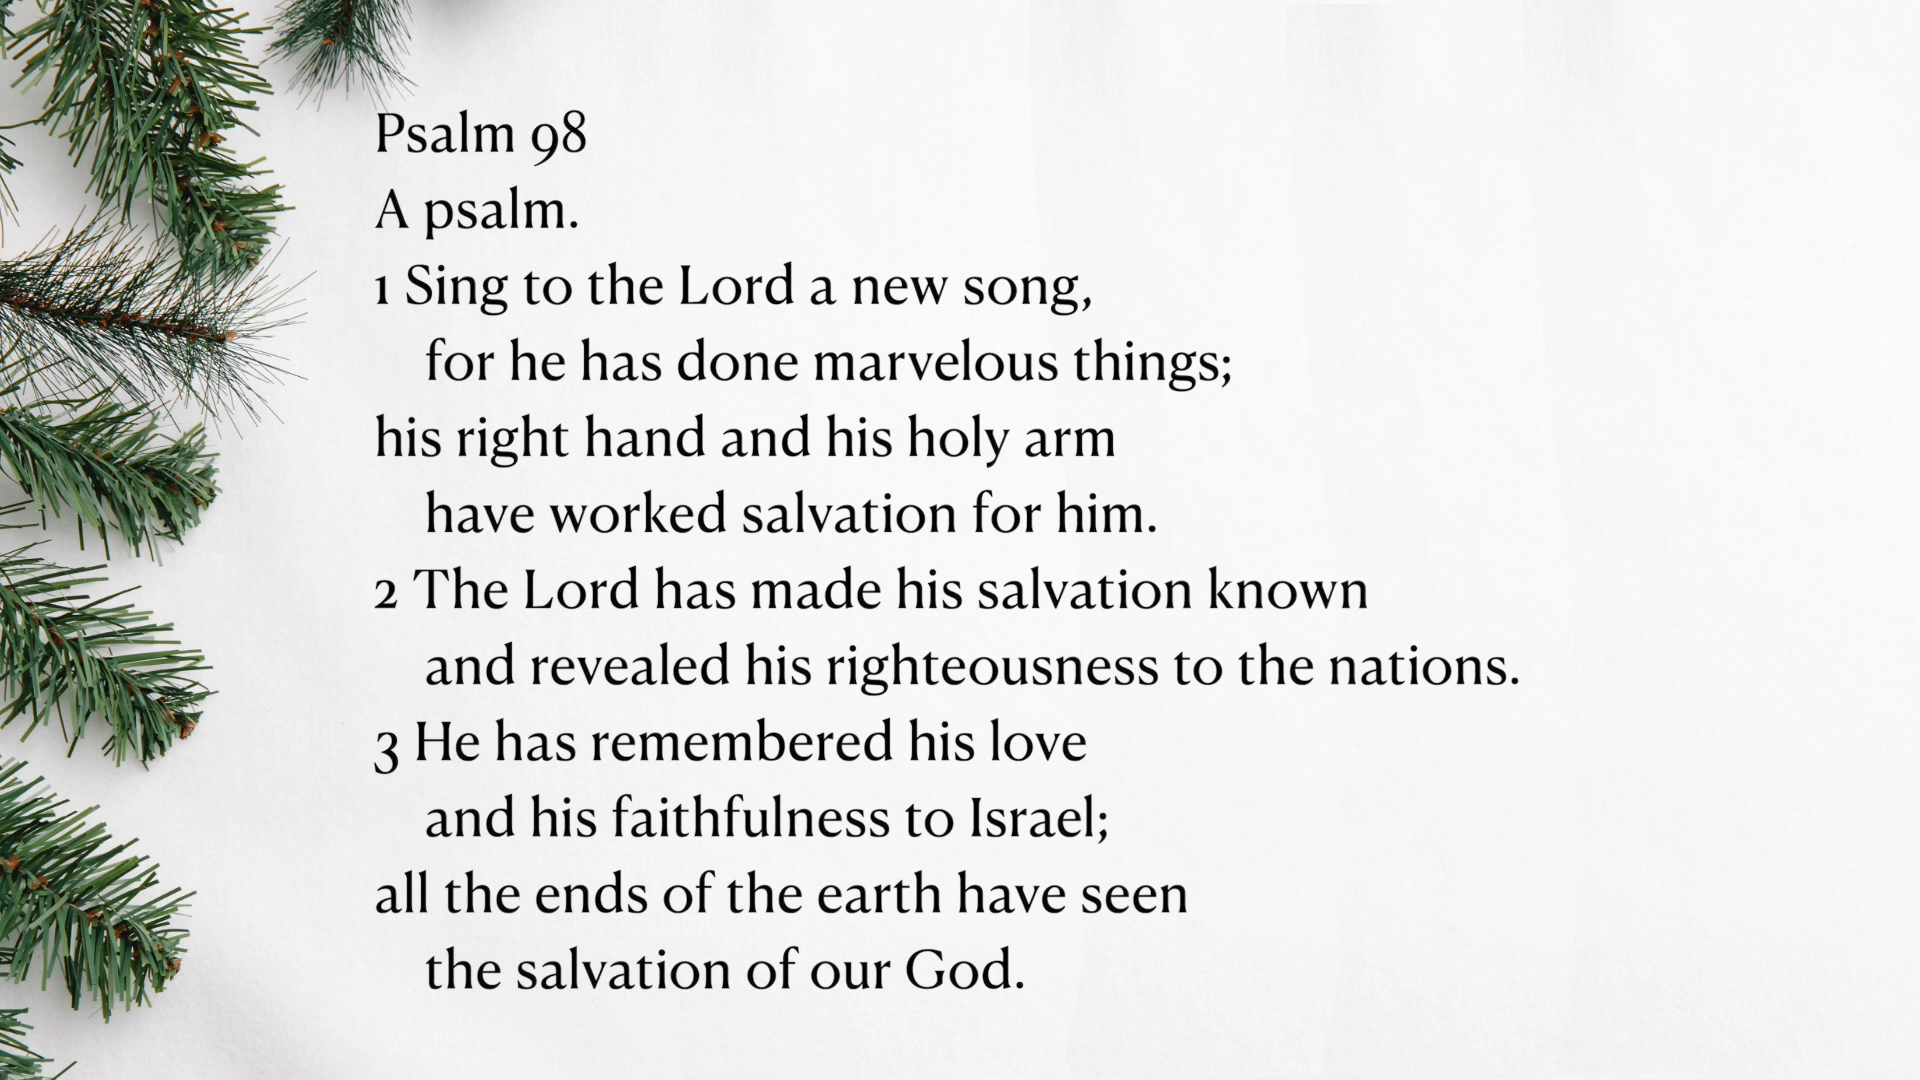 Psalm 98
A psalm.
1 Sing to the Lord a new song,
for he has done marvelous things;
his right hand and his holy arm
have worked salvation for him.
2 The Lord has made his salvation known
and revealed his righteousness to the nations.
3 He has remembered his love
and his faithfulness to Israel;
all the ends of the earth have seen
the salvation of our God.